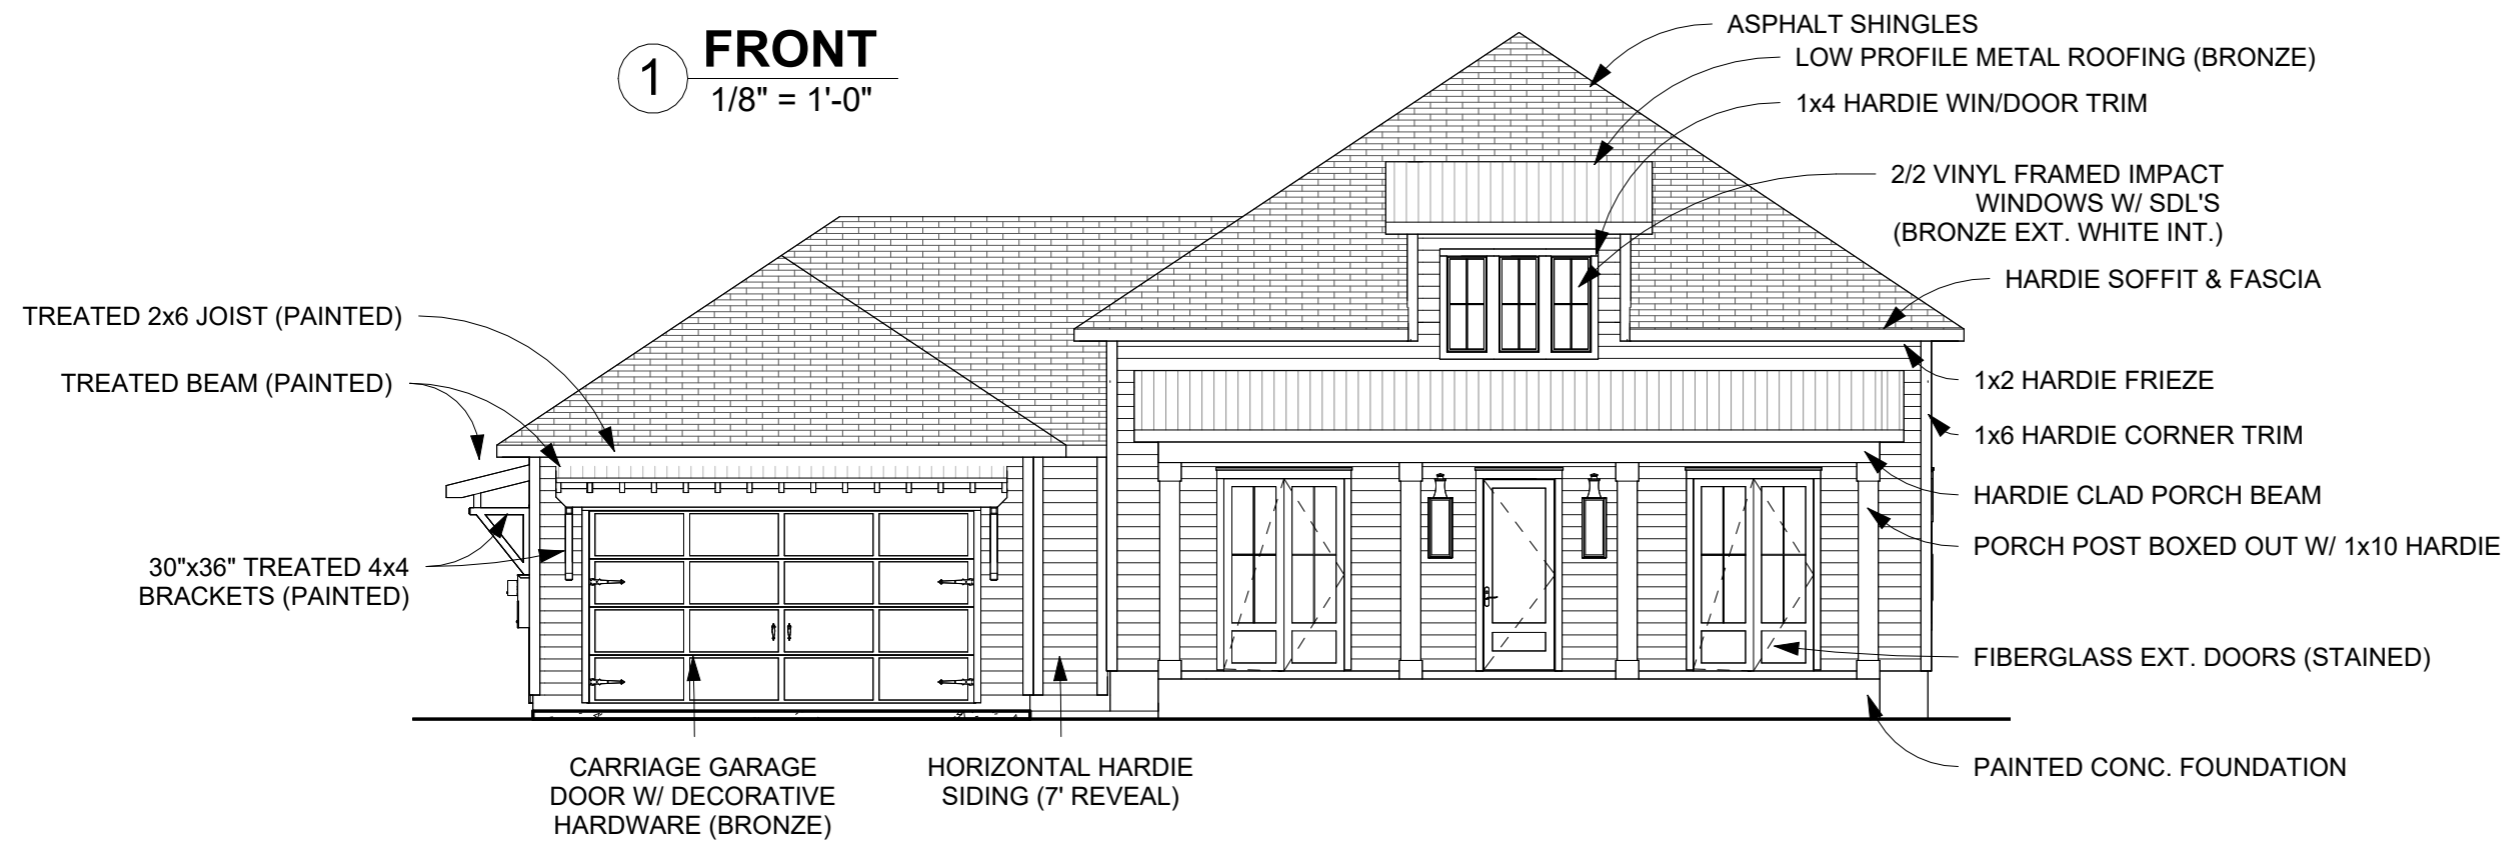 1
FRONT
1/8" = 1'-0"
ASPHALT SHINGLES
LOW PROFILE METAL ROOFING (BRONZE)
1x4 HARDIE WIN/DOOR TRIM
2/2 VINYL FRAMED IMPACT
WINDOWS W/ SDL'S
(BRONZE EXT. WHITE INT.)
HARDIE SOFFIT & FASCIA
1x2 HARDIE FRIEZE
1x6 HARDIE CORNER TRIM
HARDIE CLAD PORCH BEAM
PORCH POST BOXED OUT W/ 1x10 HARDIE
FIBERGLASS EXT. DOORS (STAINED)
PAINTED CONC. FOUNDATION
TREATED 2x6 JOIST (PAINTED)
TREATED BEAM (PAINTED)
30"x36" TREATED 4x4
BRACKETS (PAINTED)
CARRIAGE GARAGE
DOOR W/ DECORATIVE
HARDWARE (BRONZE)
HORIZONTAL HARDIE
SIDING (7' REVEAL)